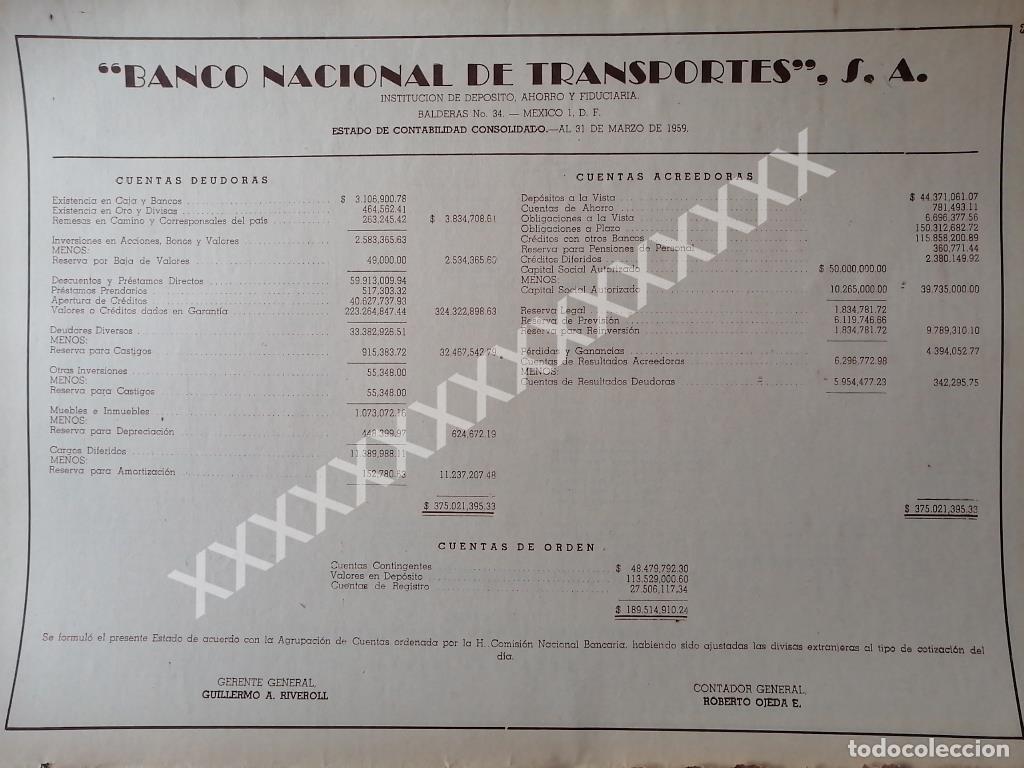 “BANCO NACIONAL DE TRANSPORTES”, S. A.
INSTITUCION DE DEPOSITO, AHORRO Y FIDUCIARIA.
BALDERAS No. 34. — MEXICO 1, D. F.
ESTADO DE CONTABILIDAD CONSOLIDADO.—AL 31 DE MARZO DE 1959.
CUENTAS DEUDORAS
Existencia en Caja y Bancos $ 3.106,900.78
Existencia en Oro y Divisas 464,562.41
Remesas en Camino y Corresponsales del país 263,245.42 $ 3.834,708.61
Inversiones en Acciones, Bonos y Valores 2.583,365.63
MENOS:
Reserva por Baja de Valores 49,000.00 2.534,365.63
Descuentos y Préstamos Directos 59.913,009.94
Préstamos Prendarios 517,303.32
Apertura de Créditos 40.627,737.93
Valores o Créditos dados en Garantía 223.264,847.44 324.322,898.63
Deudores Diversos 33.382,926.51
MENOS:
Reserva para Castigos 915,383.72 32.467,542.79
Otras Inversiones 55,348.00
MENOS:
Reserva para Castigos 55,348.00
Muebles e Inmuebles 1.073,072.16
MENOS:
Reserva para Depreciación 448,399.97 624,672.19
Cargos Diferidos 11.389,988.11
MENOS:
Reserva para Amortización 152,780.63 11.237,207.48
$ 375.021,395.33
CUENTAS ACREEDORAS
Depósitos a la Vista $ 44.371,061.07
Cuentas de Ahorro 781,493.11
Obligaciones a la Vista 6.696,377.56
Obligaciones a Plazo 150.312,682.72
Créditos con otros Bancos 115.858,200.89
Reserva para Pensiones de Personal 360,771.44
Créditos Diferidos 2.380,149.92
Capital Social Autorizado $ 50.000,000.00
MENOS:
Capital Social Autorizado 10.265,000.00 39.735,000.00
Reserva Legal 1.834,781.72
Reserva de Previsión 6.119,746.66
Reserva para Reinversión 1.834,781.72 9.789,310.10
Pérdidas y Ganancias 4 394,052.77
Cuentas de Resultados Acreedoras 6.296,772.98
MENOS:
Cuentas de Resultados Deudoras 5.954,477.23 342,295.75
$ 375.021,395.33
CUENTAS DE ORDEN
Cuentas Contingentes $ 48.479,792.30
Valores en Depósito 113.529,000.60
Cuentas de Registro 27.506,117.34
$ 189.514,910.24
Se formuló el presente Estado de acuerdo con la Agrupación de Cuentas ordenada por la H. Comisión Nacional Bancaria, habiendo sido ajustadas las divisas extranjeras al tipo de cotización del
día.
GERENTE GENERAL,
GUILLERMO A. RIVEROLL
CONTADOR GENERAL,
ROBERTO OJEDA E.
XXXXXXXXXXXXXXXXX
todocoleccion